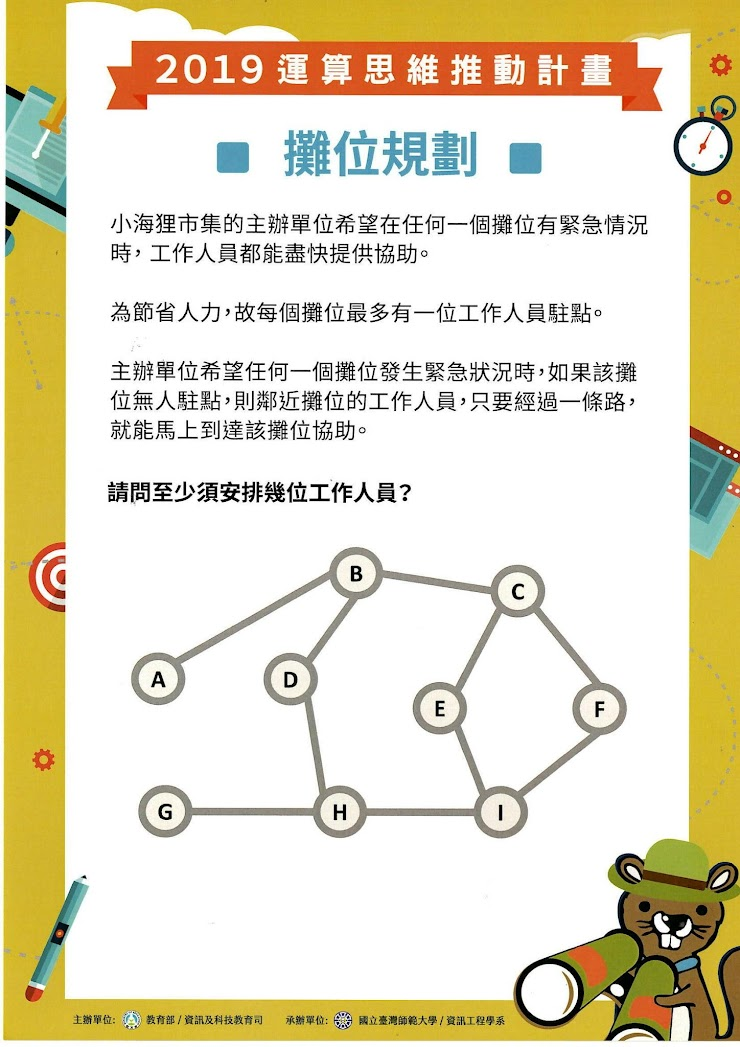 2019 運算思維推動計畫
攤位規劃
小海狸市集的主辦單位希望在任何一個攤位有緊急情況
時，工作人員都能盡快提供協助。
為節省人力，故每個攤位最多有一位工作人員駐點。
主辦單位希望任何一個攤位發生緊急狀況時，如果該攤
位無人駐點，則鄰近攤位的工作人員，只要經過一條路，
就能馬上到達該攤位協助。
請問至少須安排幾位工作人員？
B
C
A
D
E
F
G
H
I
主辦單位: 教育部 / 資訊及科技教育司 承辦單位: 國立臺灣師範大學 / 資訊工程學系